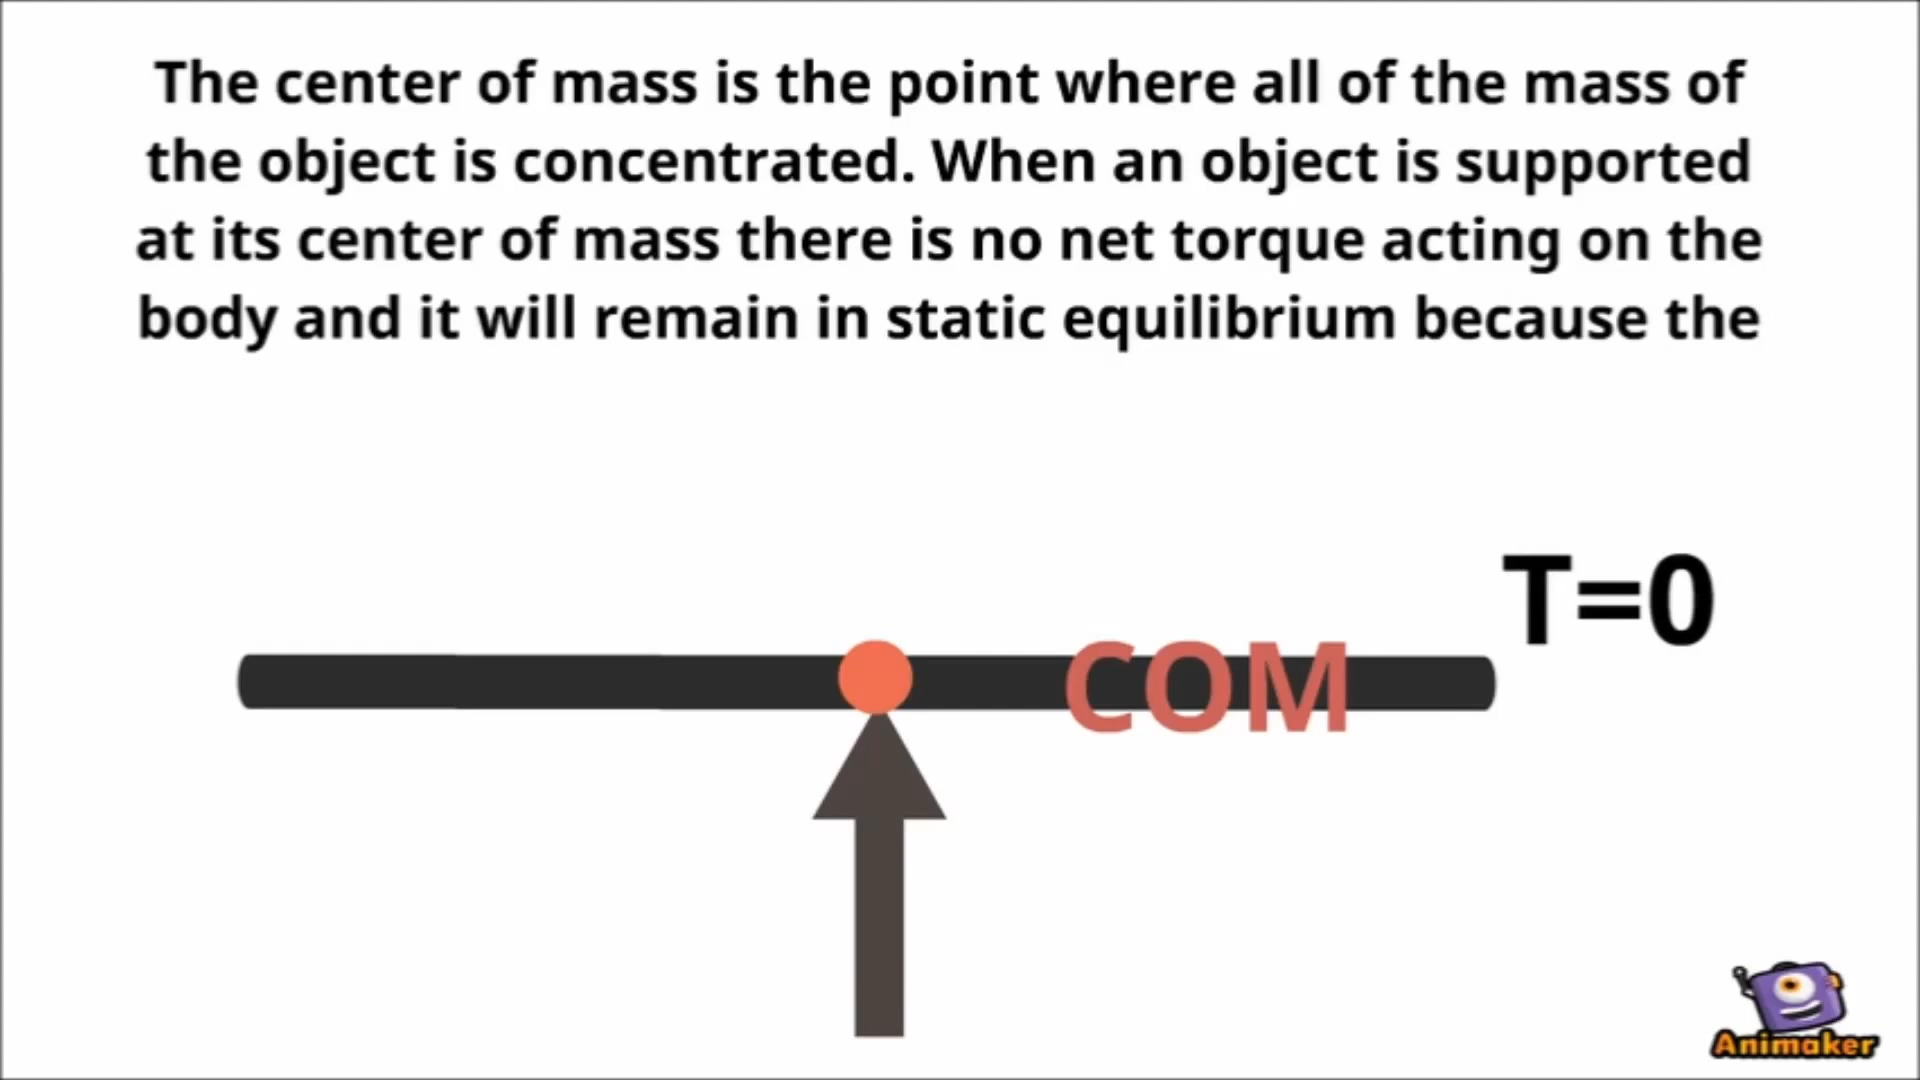 The center of mass is the point where all of the mass of
the object is concentrated. When an object is supported
at its center of mass there is no net torque acting on the
body and it will remain in static equilibrium because the
T=0
COM
Animaker